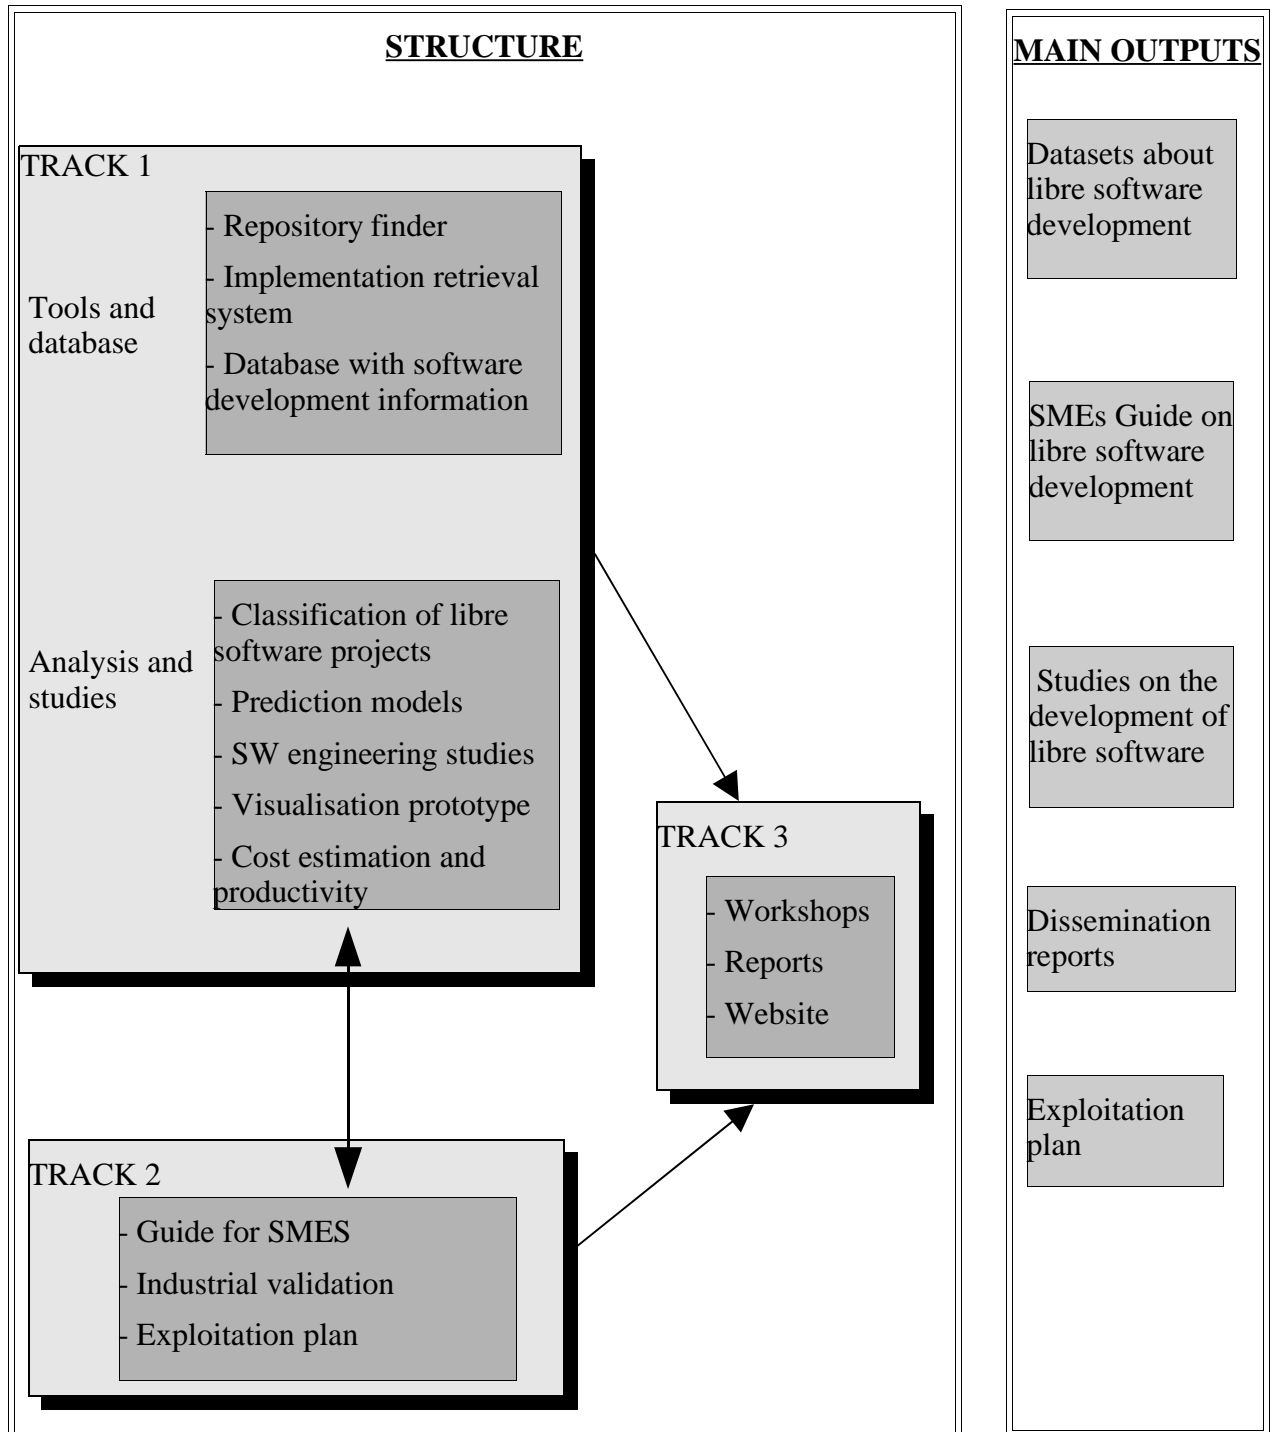 STRUCTURE
TRACK 1
Tools and
database
- Repository finder
- Implementation retrieval
system
- Database with software
development information
Analysis and
studies
- Classification of libre
software projects
- Prediction models
- SW engineering studies
- Visualisation prototype
- Cost estimation and
productivity
TRACK 2
- Guide for SMES
- Industrial validation
- Exploitation plan
TRACK 3
- Workshops
- Reports
- Website
MAIN OUTPUTS
Datasets about
libre software
development
SMEs Guide on
libre software
development
Studies on the
development of
libre software
Dissemination
reports
Exploitation
plan